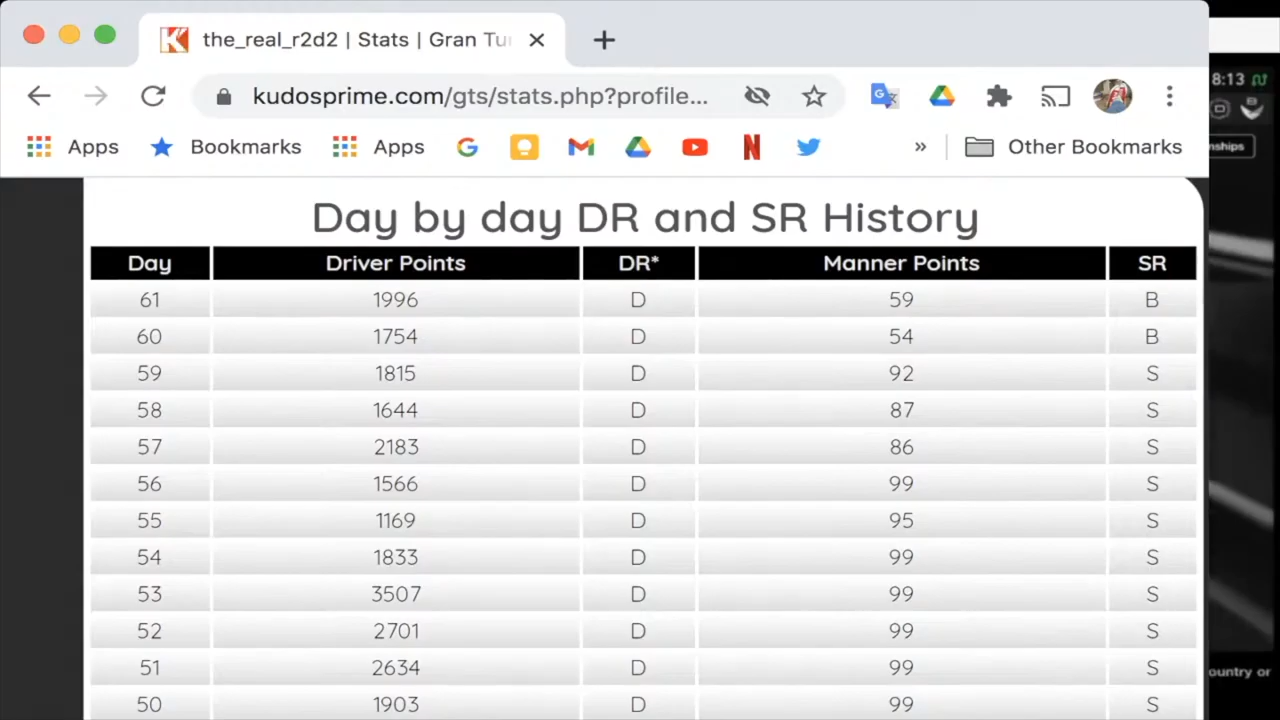 the_real_r2d2 | Stats | Gran Tu
8:13
kudosprime.com/gts/stats.php?profile...
Apps Bookmarks Apps » Other Bookmarks
nships
Day by day DR and SR History
Day Driver Points DR* Manner Points SR
61 1996 D 59 B
60 1754 D 54 B
59 1815 D 92 S
58 1644 D 87 S
57 2183 D 86 S
56 1566 D 99 S
55 1169 D 95 S
54 1833 D 99 S
53 3507 D 99 S
52 2701 D 99 S
51 2634 D 99 S
ountry or
50 1903 D 99 S